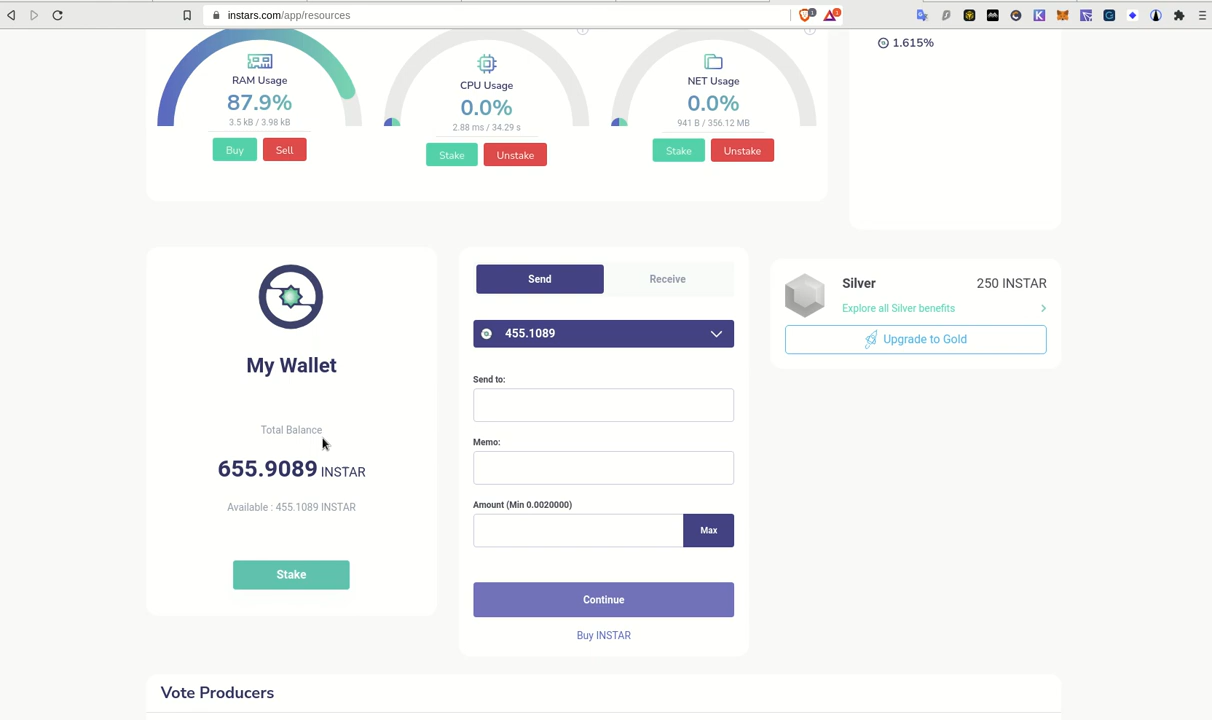 instars.com/app/resources
1.615%
RAM Usage
87.9%
3.5 kB / 3.98 kB
Buy
Sell
CPU Usage
0.0%
2.88 ms / 34.29 s
Stake
Unstake
NET Usage
0.0%
941 B / 356.12 MB
Stake
Unstake
My Wallet
Total Balance
655.9089 INSTAR
Available : 455.1089 INSTAR
Stake
Send
Receive
455.1089
Send to:
Memo:
Amount (Min 0.0020000)
Max
Continue
Buy INSTAR
Silver
250 INSTAR
Explore all Silver benefits
Upgrade to Gold
Vote Producers